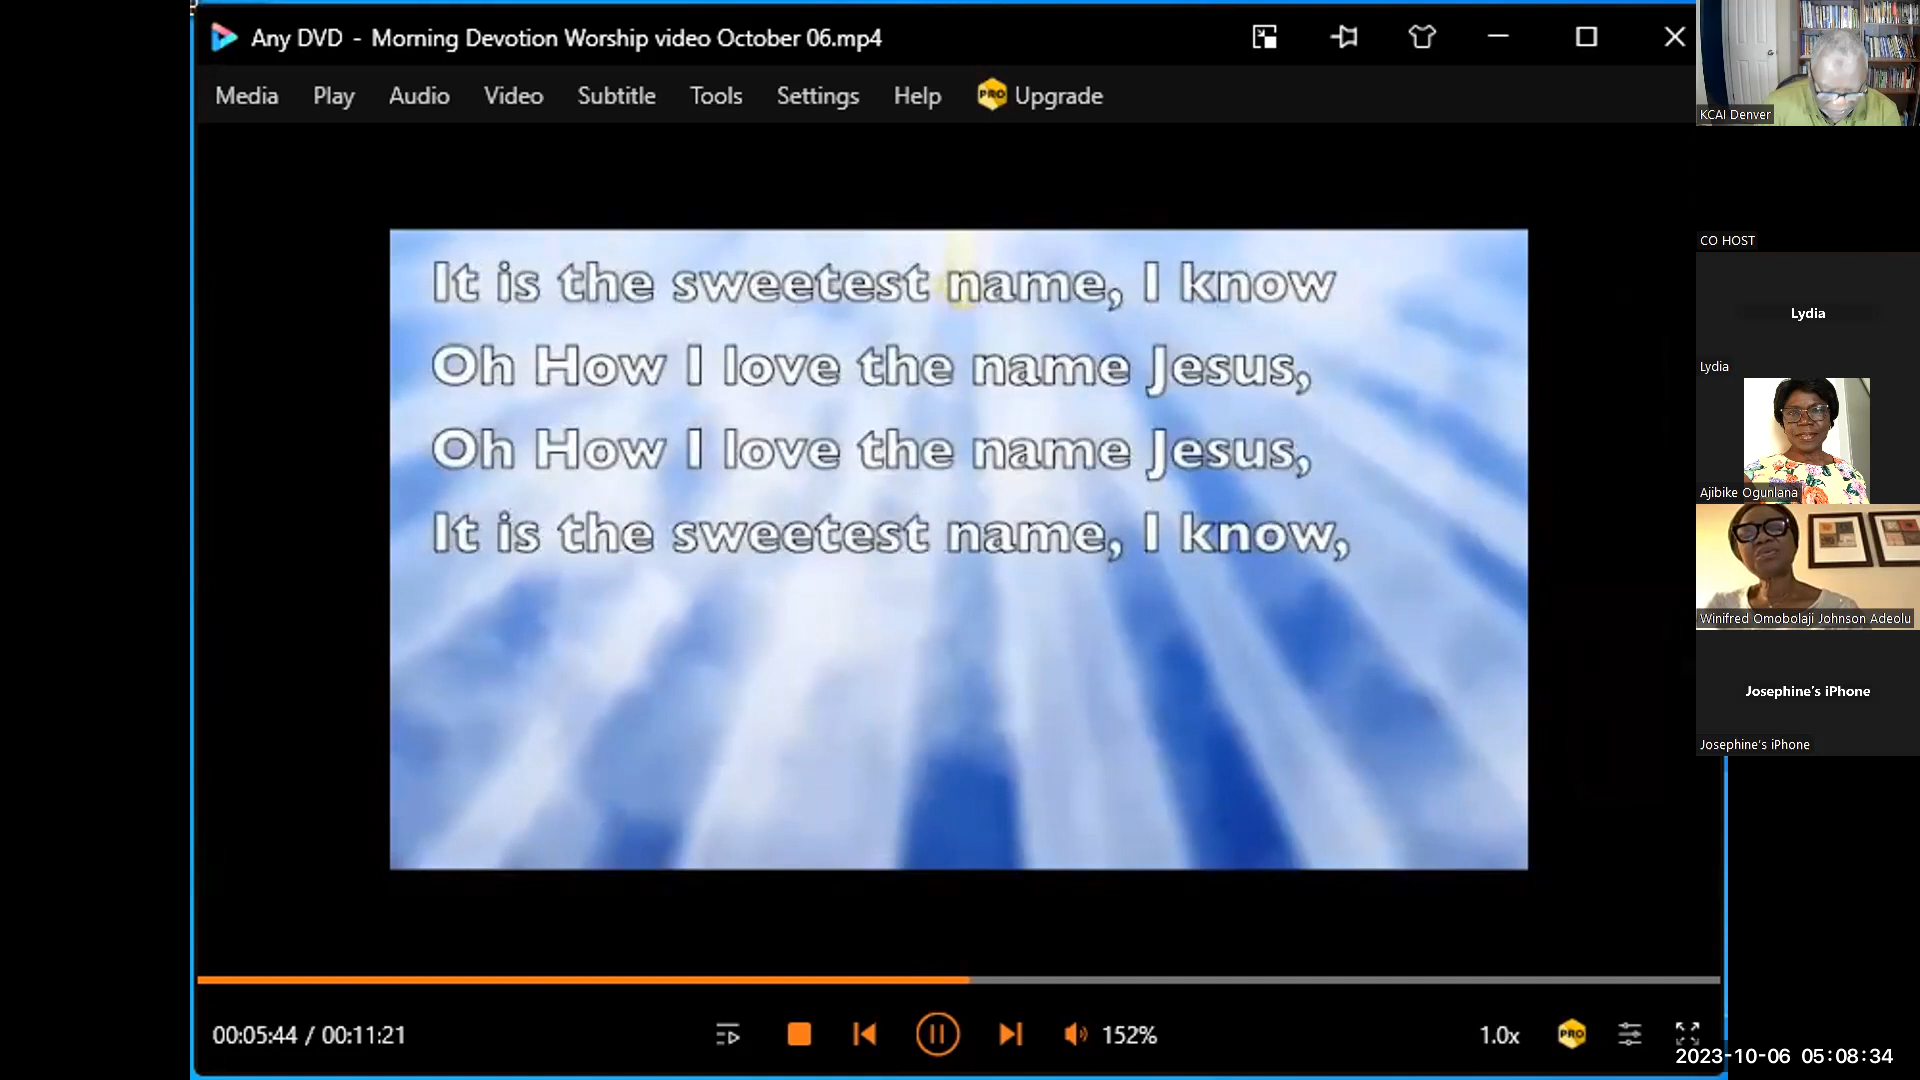 Any DVD - Morning Devotion Worship video October 06.mp4
Media Play Audio Video Subtitle Tools Settings Help PRO Upgrade
It is the sweetest name, I know
Oh How I love the name Jesus,
Oh How I love the name Jesus,
It is the sweetest name, I know,
00:05:44 / 00:11:21
152%
1.0x
PRO
KCAI Denver
CO HOST
Lydia
Lydia
Ajibike Ogunlana
Winifred Omobolaji Johnson Adeolu
Josephine's iPhone
Josephine's iPhone
2023-10-06 05:08:34